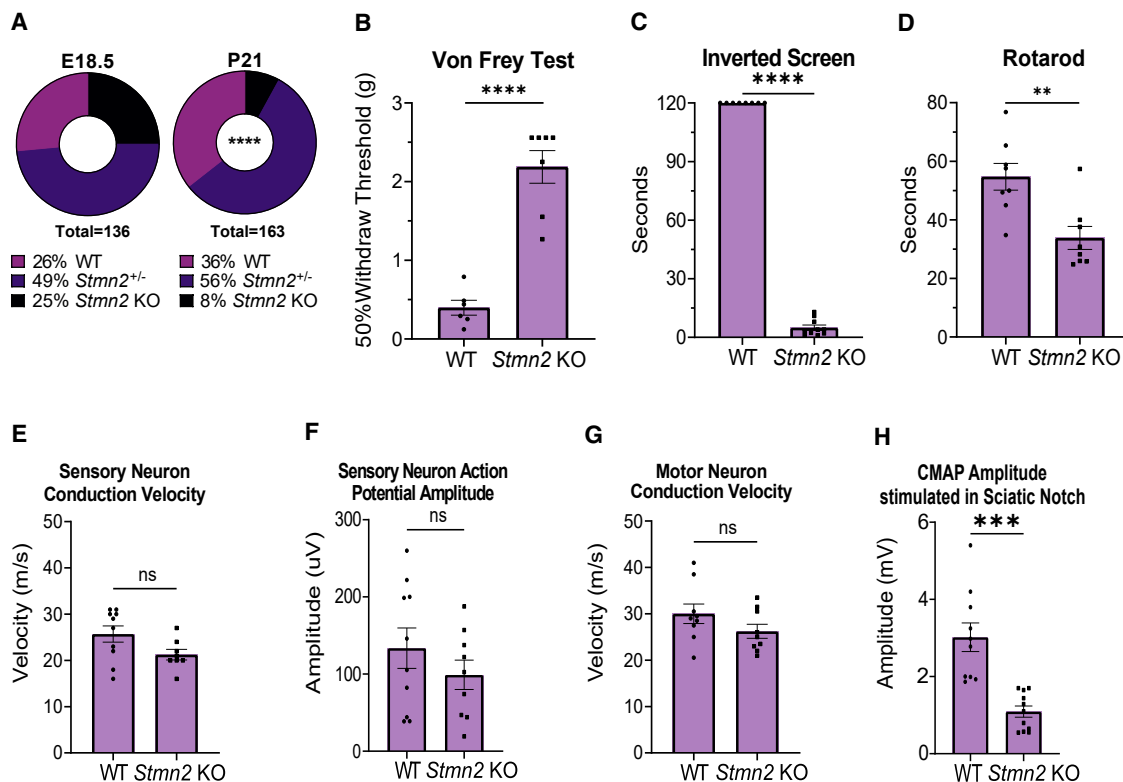 A
E18.5
P21
****
Total=136
Total=163
26% WT
49% Stmn2+/-
25% Stmn2 KO
36% WT
56% Stmn2+/-
8% Stmn2 KO
B
Von Frey Test
****
50%Withdraw Threshold (g)
3
2
1
0
WT Stmn2 KO
C
Inverted Screen
****
Seconds
120
90
60
30
0
WT Stmn2 KO
D
Rotarod
**
Seconds
80
60
40
20
0
WT Stmn2 KO
E
Sensory Neuron
Conduction Velocity
ns
Velocity (m/s)
50
40
30
20
10
0
WT Stmn2 KO
F
Sensory Neuron Action
Potential Amplitude
ns
Amplitude (uV)
300
200
100
0
WT Stmn2 KO
G
Motor Neuron
Conduction Velocity
ns
Velocity (m/s)
50
40
30
20
10
0
WT Stmn2 KO
H
CMAP Amplitude
stimulated in Sciatic Notch
***
Amplitude (mV)
6
4
2
0
WT Stmn2 KO